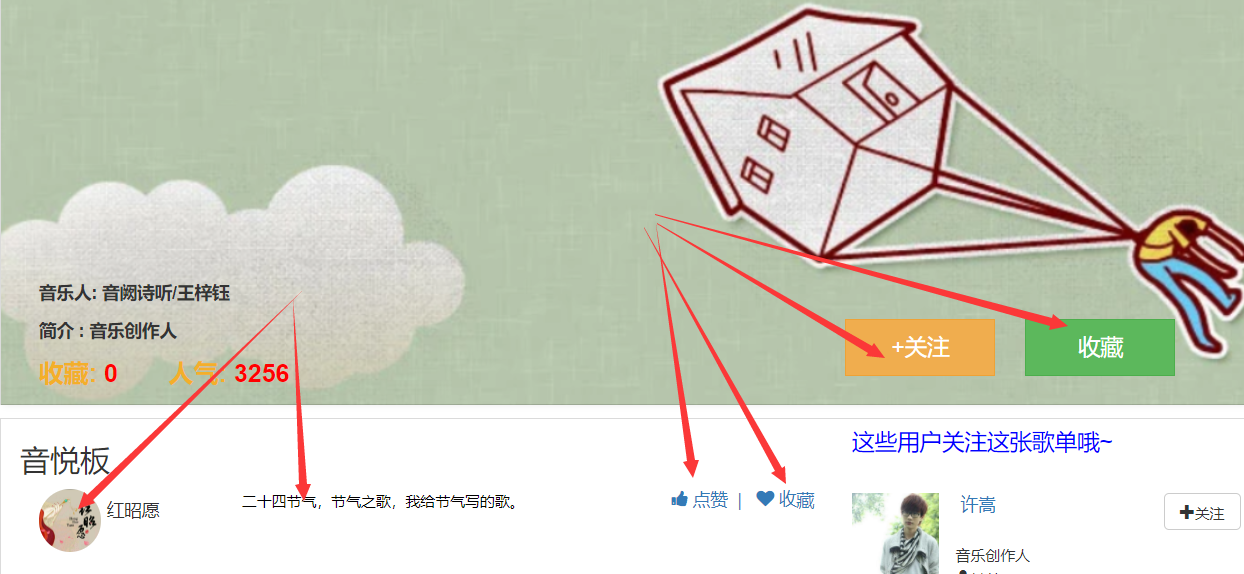 音乐人: 音阙诗听/王梓钰
简介 : 音乐创作人
收藏: 0 人气: 3256
+关注
收藏
音悦板
这些用户关注这张歌单哦~
红昭愿
红昭愿
二十四节气，节气之歌，我给节气写的歌。
点赞 | 收藏
许嵩
+关注
音乐创作人